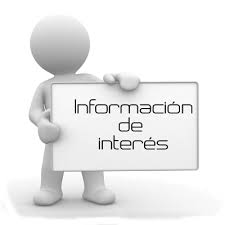 Información
de
interés